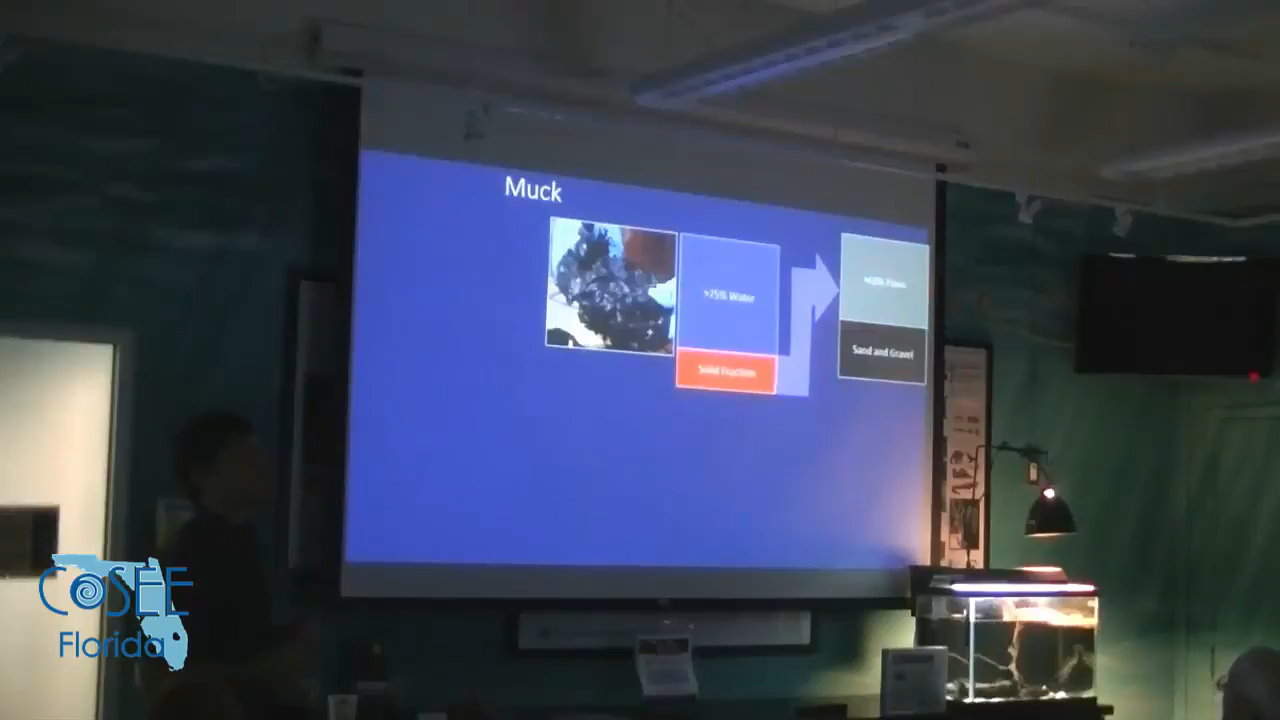 Muck
>75% Water
Solid Fraction
Sand and Gravel
COSEE
Florida